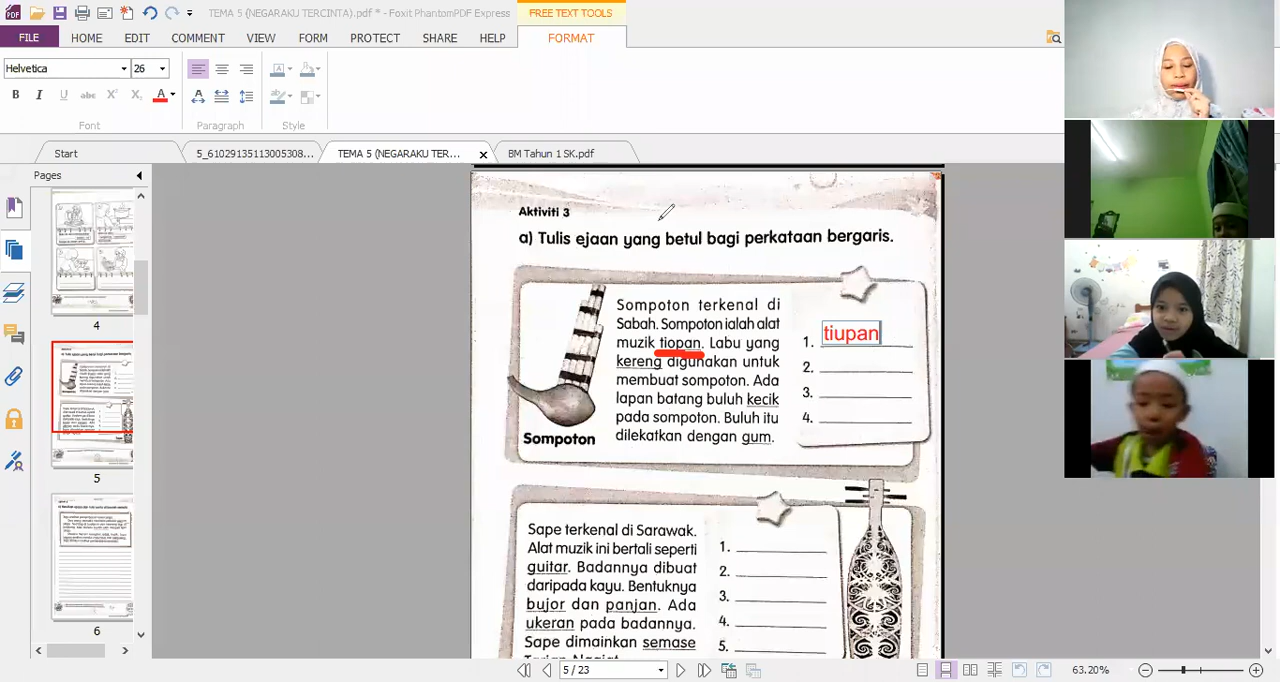 TEMA 5 (NEGARAKU TERCINTA).pdf * - Foxit PhantomPDF Express
FREE TEXT TOOLS
FILE HOME EDIT COMMENT VIEW FORM PROTECT SHARE HELP FORMAT
Helvetica 26
B I U abc X² X₂ A
Font Paragraph Style
Start 5_61029135113005308... TEMA 5 (NEGARAKU TER... BM Tahun 1 SK.pdf
Pages
4
5
6
Aktiviti 3
a) Tulis ejaan yang betul bagi perkataan bergaris.
Sompoton terkenal di
Sabah. Sompoton ialah alat
muzik tiopan. Labu yang
kereng digunakan untuk
membuat sompoton. Ada
lapan batang buluh kecik
pada sompoton. Buluh itu
dilekatkan dengan gum.
Sompoton
1. tiupan
2.
3.
4.
Sape terkenal di Sarawak.
Alat muzik ini bertali seperti
guitar. Badannya dibuat
daripada kayu. Bentuknya
bujor dan panjan. Ada
ukeran pada badannya.
Sape dimainkan semase
1.
2.
3.
4.
5.
5 / 23
63.20%